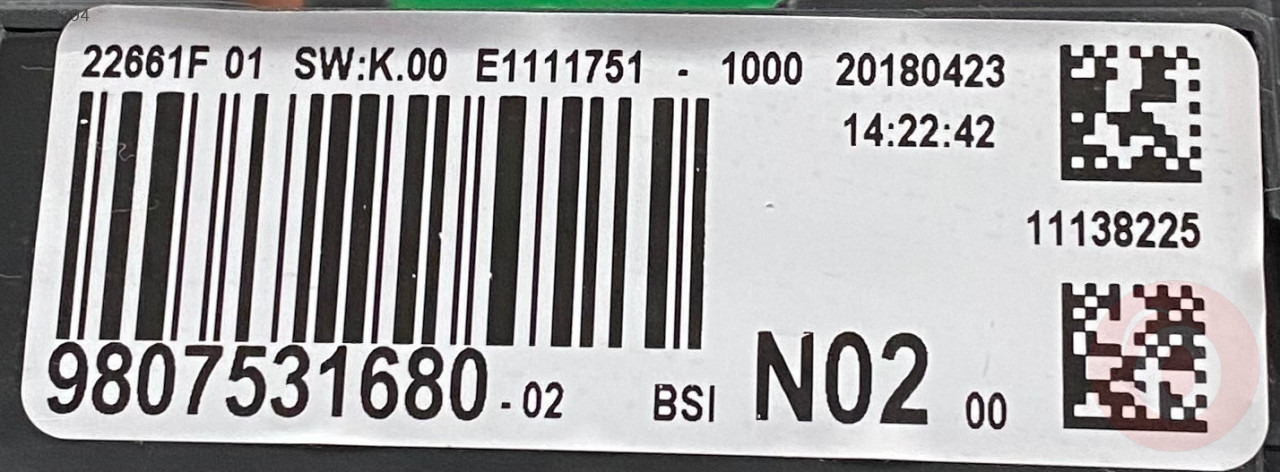 22661F 01 SW:K.00 E1111751 - 1000 20180423
14:22:42
11138225
9807531680 - 02 BSI N02 00